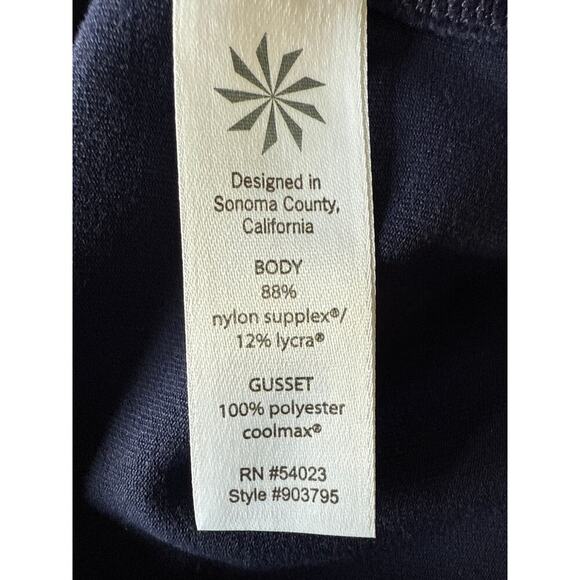 Designed in
Sonoma County,
California
BODY
88%
nylon supplex®/
12% lycra®
GUSSET
100% polyester
coolmax®
RN #54023
Style #903795